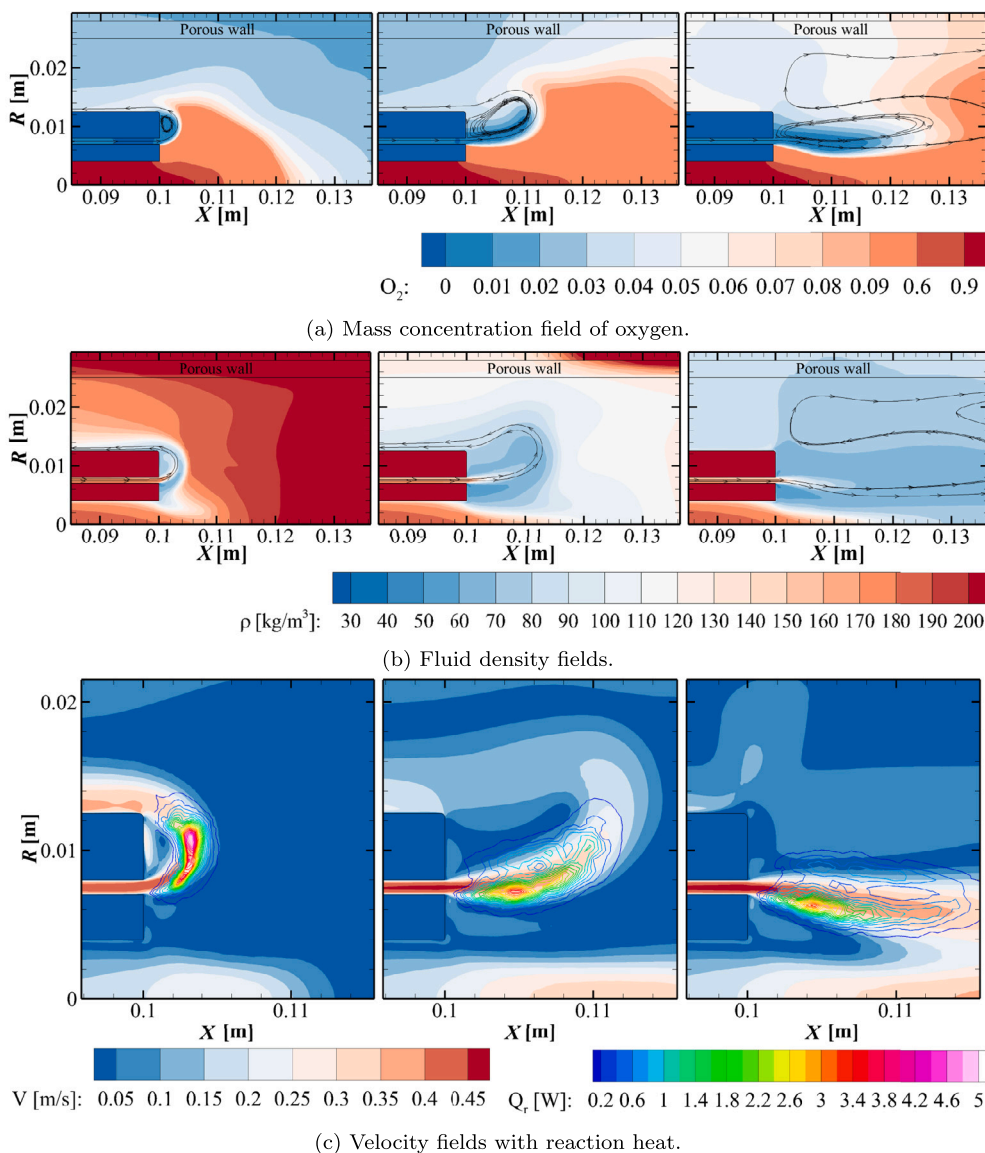 Porous wall Porous wall Porous wall
0.02
0.01
0
R [m]
0.09 0.1 0.11 0.12 0.13 0.09 0.1 0.11 0.12 0.13 0.09 0.1 0.11 0.12 0.13
X [m] X [m] X [m]
O2: 0 0.01 0.02 0.03 0.04 0.05 0.06 0.07 0.08 0.09 0.6 0.9
(a) Mass concentration field of oxygen.
Porous wall Porous wall Porous wall
0.02
0.01
0
R [m]
0.09 0.1 0.11 0.12 0.13 0.09 0.1 0.11 0.12 0.13 0.09 0.1 0.11 0.12 0.13
X [m] X [m] X [m]
ρ [kg/m³]: 30 40 50 60 70 80 90 100 110 120 130 140 150 160 170 180 190 200
(b) Fluid density fields.
0.02
0.01
0
R [m]
0.1 0.11 0.1 0.11 0.1 0.11
X [m] X [m] X [m]
V [m/s]: 0.05 0.1 0.15 0.2 0.25 0.3 0.35 0.4 0.45
Qr [W]: 0.2 0.6 1 1.4 1.8 2.2 2.6 3 3.4 3.8 4.2 4.6 5
(c) Velocity fields with reaction heat.